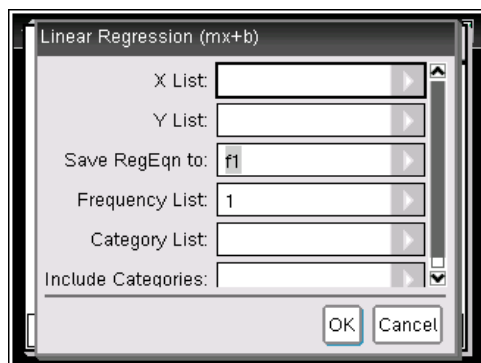 Linear Regression (mx+b)
X List:
Y List:
Save RegEqn to: f1
Frequency List: 1
Category List:
Include Categories:
OK Cancel